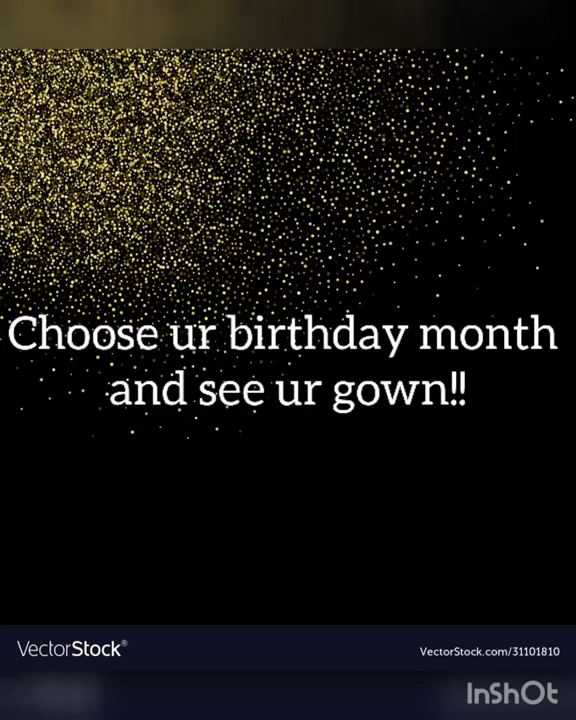 Choose ur birthday month
and see ur gown!!
VectorStock®
VectorStock.com/31101810
InShOt